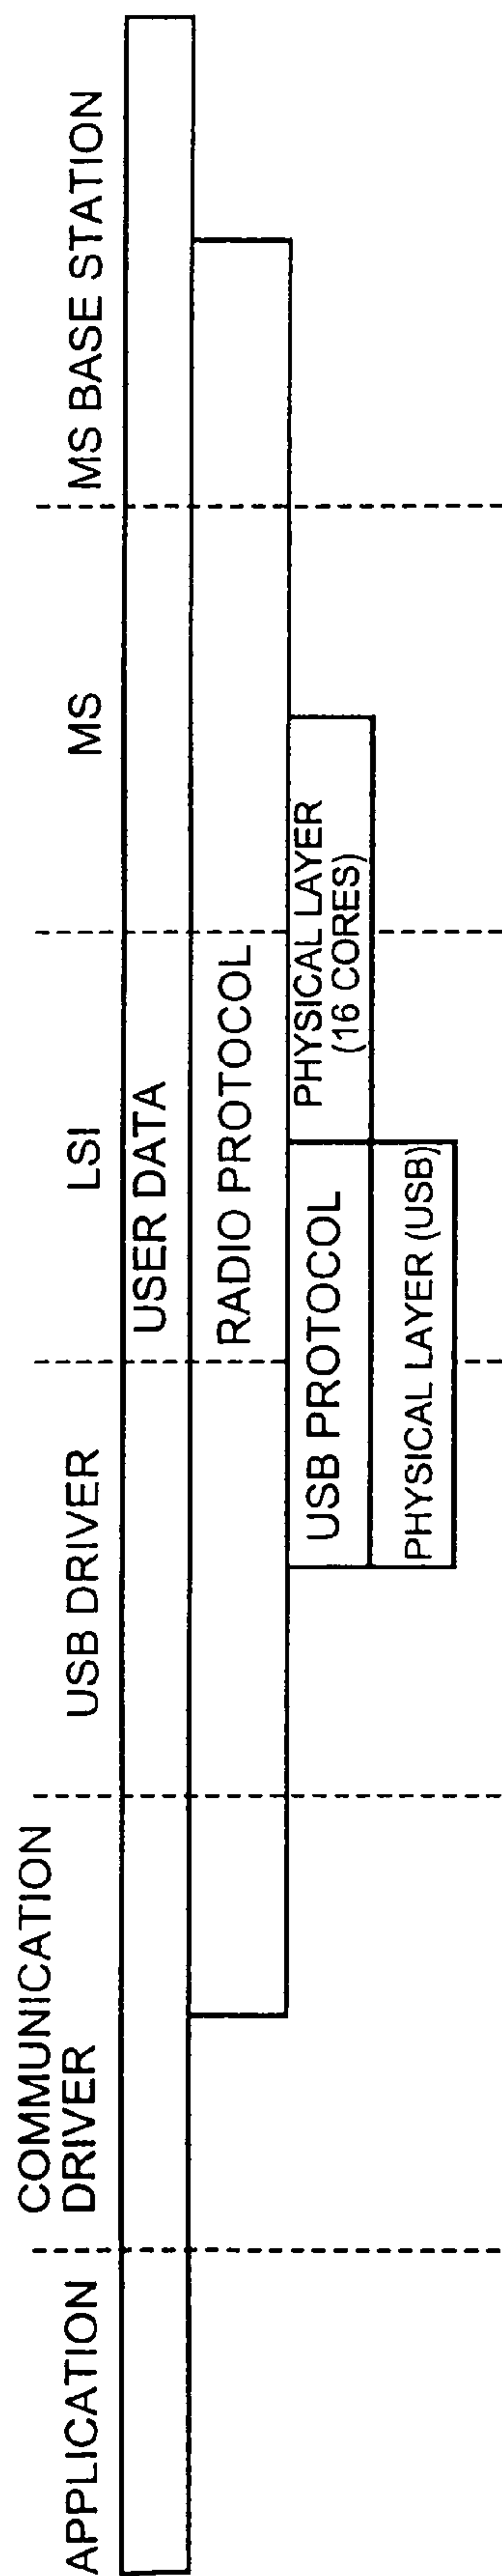 APPLICATION
COMMUNICATION
DRIVER
USB DRIVER
LSI
MS
MS BASE STATION
USER DATA
RADIO PROTOCOL
USB PROTOCOL
PHYSICAL LAYER
(16 CORES)
PHYSICAL LAYER (USB)